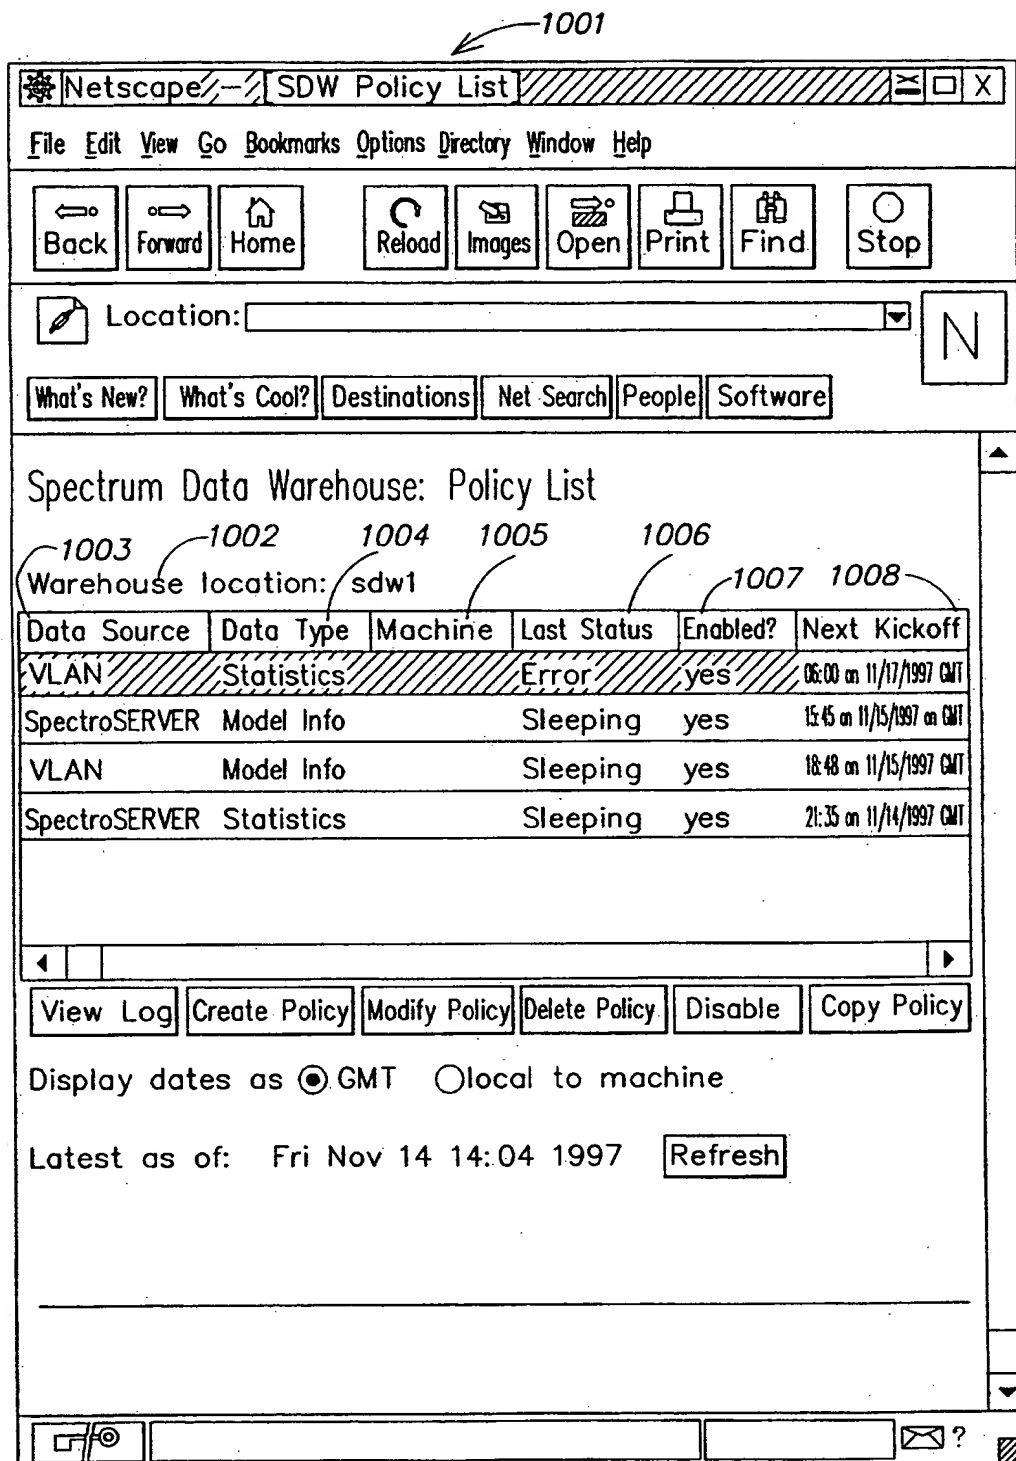 1001
Netscape - [SDW Policy List] X
File Edit View Go Bookmarks Options Directory Window Help
Back Forward Home Reload Images Open Print Find Stop
Location: N
What's New? What's Cool? Destinations Net Search People Software
Spectrum Data Warehouse: Policy List
1003 1002 1004 1005 1006 1007 1008
Warehouse location: sdw1
Data Source Data Type Machine Last Status Enabled? Next Kickoff
VLAN Statistics Error yes 06:00 on 11/17/1997 GMT
SpectroSERVER Model Info Sleeping yes 15:45 on 11/15/1997 on GMT
VLAN Model Info Sleeping yes 18:48 on 11/15/1997 GMT
SpectroSERVER Statistics Sleeping yes 21:35 on 11/14/1997 GMT
View Log Create Policy Modify Policy Delete Policy Disable Copy Policy
Display dates as GMT local to machine
Latest as of: Fri Nov 14 14:04 1997 Refresh
?